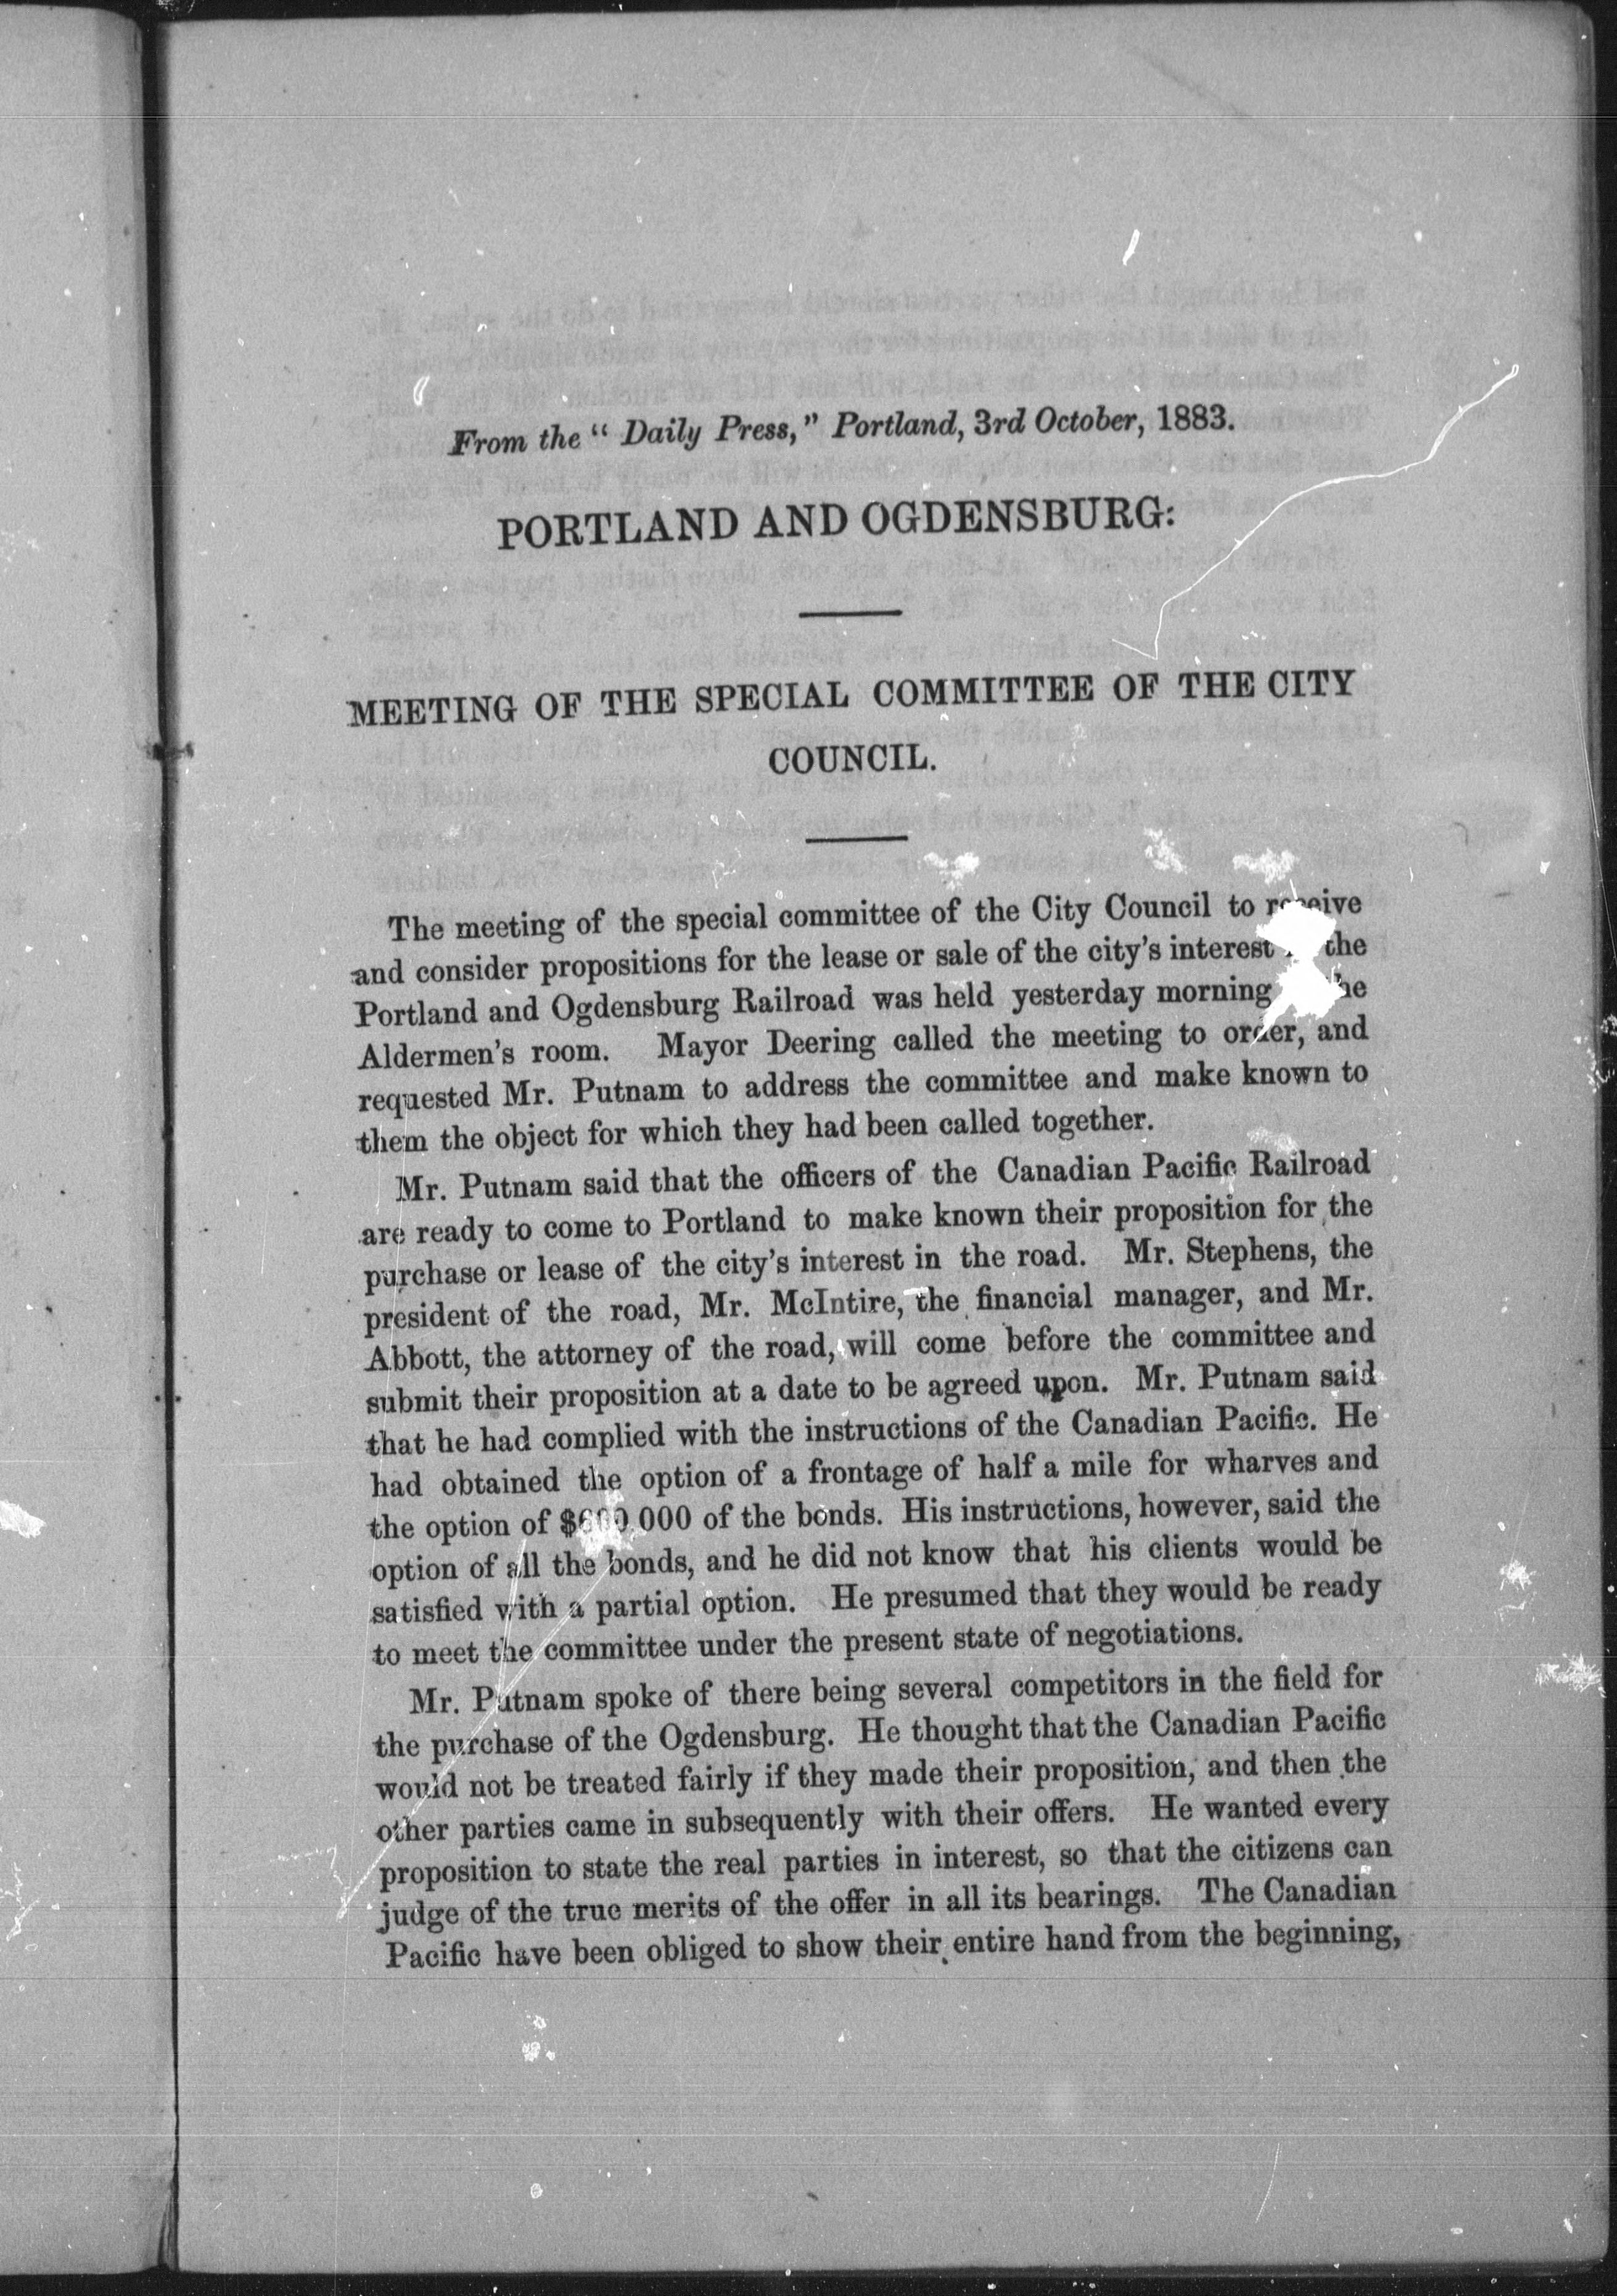 From the “ Daily Press,” Portland, 3rd October, 1883.
PORTLAND AND OGDENSBURG:
MEETING OF THE SPECIAL COMMITTEE OF THE CITY
COUNCIL.
The meeting of the special committee of the City Council to receive
and consider propositions for the lease or sale of the city’s interest the
Portland and Ogdensburg Railroad was held yesterday morning
Aldermen’s room. Mayor Deering called the meeting to order, and
requested Mr. Putnam to address the committee and make known to
them the object for which they had been called together.
Mr. Putnam said that the officers of the Canadian Pacific Railroad
are ready to come to Portland to make known their proposition for the
purchase or lease of the city’s interest in the road. Mr. Stephens, the
president of the road, Mr. McIntire, the financial manager, and Mr.
Abbott, the attorney of the road, will come before the committee and
submit their proposition at a date to be agreed upon. Mr. Putnam said
that he had complied with the instructions of the Canadian Pacific. He
had obtained the option of a frontage of half a mile for wharves and
the option of of the bonds. His instructions, however, said the
option of all the bonds, and he did not know that his clients would be
satisfied with a partial option. He presumed that they would be ready
to meet the committee under the present state of negotiations.
Mr. Putnam spoke of there being several competitors in the field for
the purchase of the Ogdensburg. He thought that the Canadian Pacific
would not be treated fairly if they made their proposition, and then the
other parties came in subsequently with their offers. He wanted every
proposition to state the real parties in interest, so that the citizens can
judge of the true merits of the offer in all its bearings. The Canadian
Pacific have been obliged to show their entire hand from the beginning,